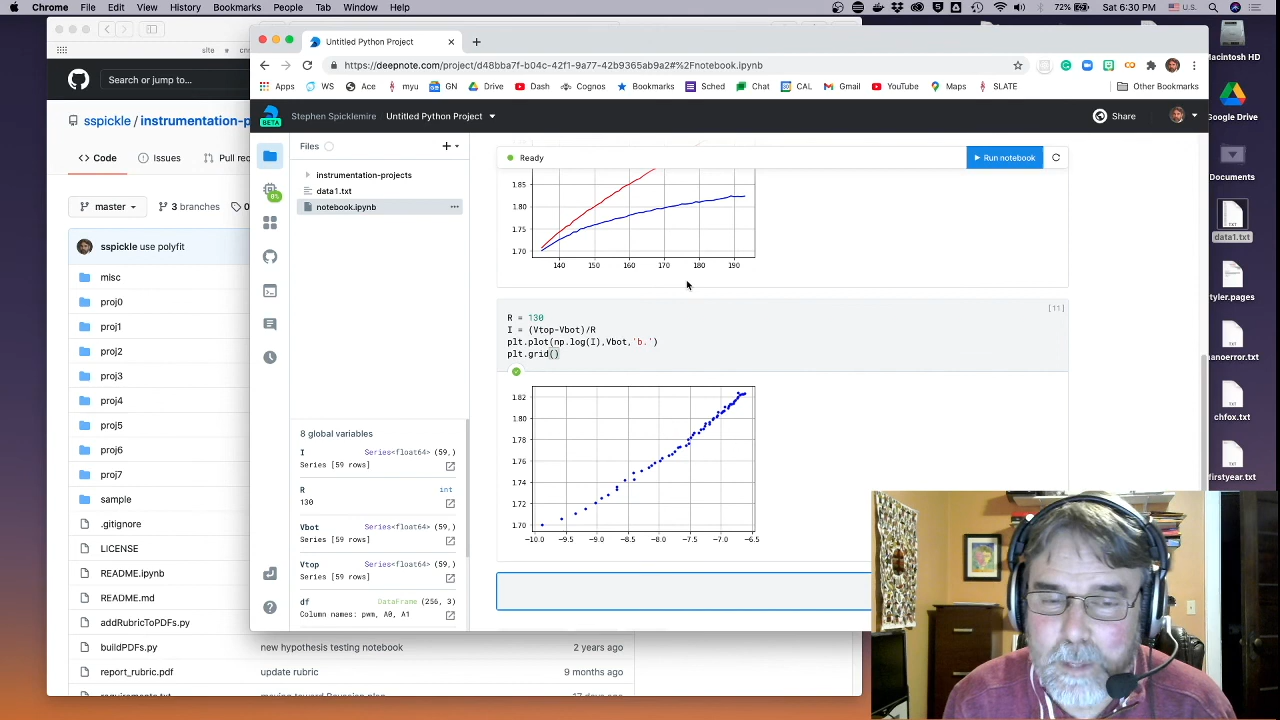 Chrome File Edit View History Bookmarks People Tab Window Help
72% Sat 6:30 PM U.S.
site
Untitled Python Project
https://deepnote.com/project/d48bba7f-b04c-42f1-9a77-42b9365ab9a2#%2Fnotebook.ipynb
Apps WS Ace myu GN Drive Dash Cognos Bookmarks Sched Chat CAL Gmail YouTube Maps SLATE Other Bookmarks
Search or jump to...
BETA
Stephen Spicklemire Untitled Python Project Share
sspickle / instrumentation-p
Code Issues Pull rec
master 3 branches 0
sspickle use polyfit
misc
proj0
proj1
proj2
proj3
proj4
proj5
proj6
proj7
sample
.gitignore
LICENSE
README.ipynb
README.md
addRubricToPDFs.py
buildPDFs.py new hypothesis testing notebook 2 years ago
report_rubric.pdf update rubric 9 months ago
0%
Files
instrumentation-projects
data1.txt
notebook.ipynb
8 global variables
I Series<float64> (59,)
Series [59 rows]
R int
130
Vbot Series<float64> (59,)
Series [59 rows]
Vtop Series<float64> (59,)
Series [59 rows]
df DataFrame (256, 3)
Column names: pwm, A0, A1
Ready Run notebook
1.85
1.80
1.75
1.70
140 150 160 170 180 190
[11]
R = 130
I = (Vtop-Vbot)/R
plt.plot(np.log(I),Vbot,'b.')
plt.grid()
1.82
1.80
1.78
1.76
1.74
1.72
1.70
−10.0 −9.5 −9.0 −8.5 −8.0 −7.5 −7.0 −6.5
Macintosh HD
Google Drive
Documents
data1.txt
tyler.pages
nanoerror.txt
chfox.txt
firstyear.txt